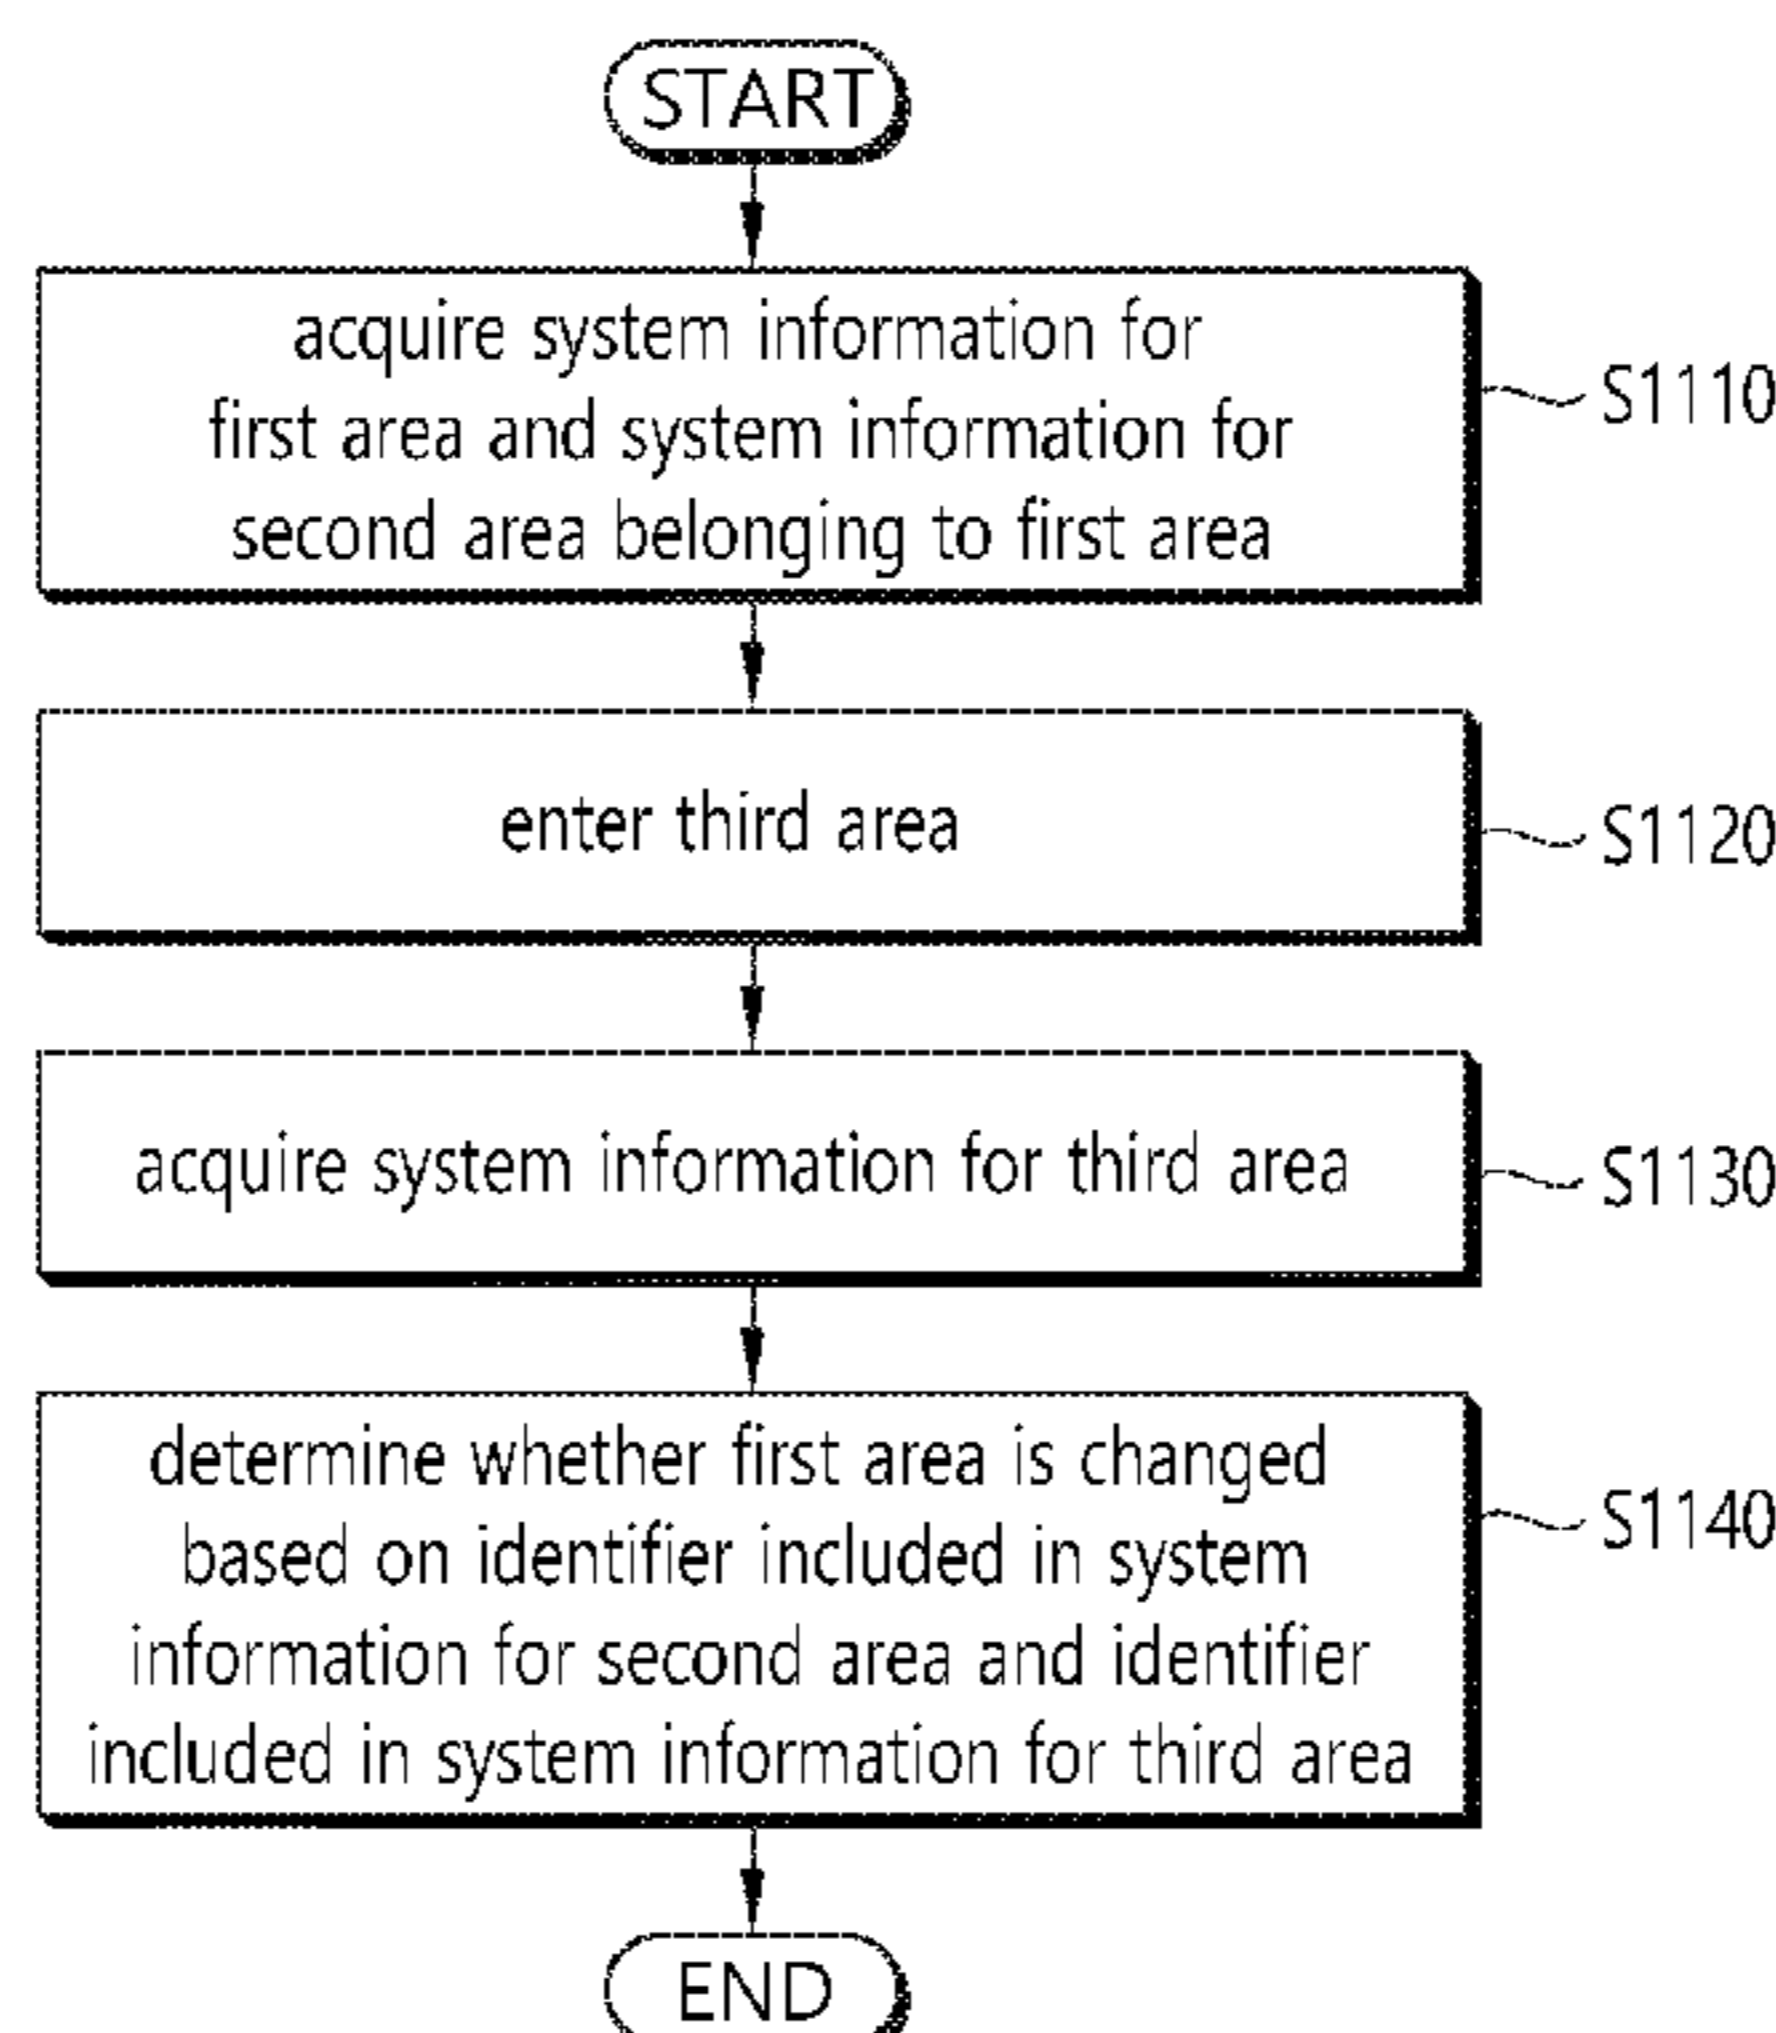 START
acquire system information for
first area and system information for
second area belonging to first area
S1110
enter third area
S1120
acquire system information for third area
S1130
determine whether first area is changed
based on identifier included in system
information for second area and identifier
included in system information for third area
S1140
END